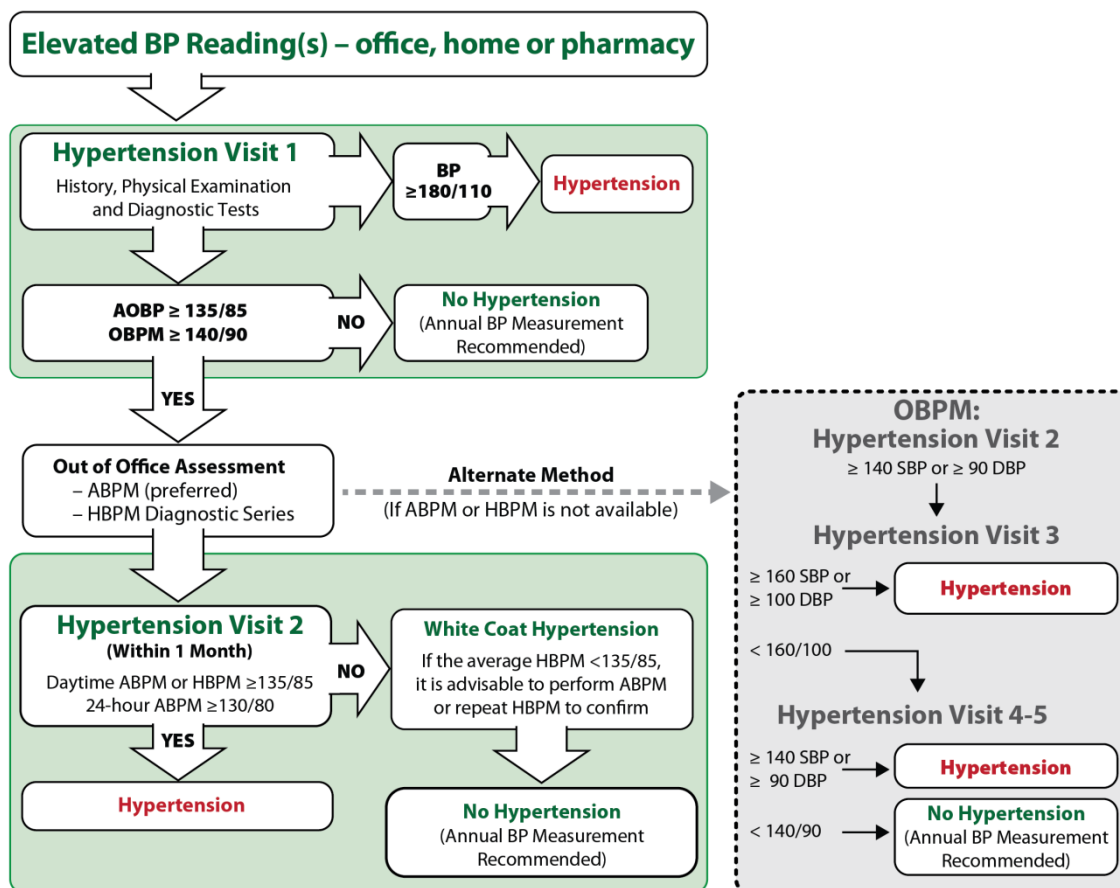 Elevated BP Reading(s) – office, home or pharmacy
Hypertension Visit 1
History, Physical Examination
and Diagnostic Tests
BP
≥180/110
Hypertension
AOBP ≥ 135/85
OBPM ≥ 140/90
NO
No Hypertension
(Annual BP Measurement
Recommended)
YES
Out of Office Assessment
– ABPM (preferred)
– HBPM Diagnostic Series
Alternate Method
(If ABPM or HBPM is not available)
Hypertension Visit 2
(Within 1 Month)
Daytime ABPM or HBPM ≥135/85
24-hour ABPM ≥130/80
NO
White Coat Hypertension
If the average HBPM <135/85,
it is advisable to perform ABPM
or repeat HBPM to confirm
YES
Hypertension
No Hypertension
(Annual BP Measurement
Recommended)
OBPM:
Hypertension Visit 2
≥ 140 SBP or ≥ 90 DBP
Hypertension Visit 3
≥ 160 SBP or
≥ 100 DBP
Hypertension
< 160/100
Hypertension Visit 4-5
≥ 140 SBP or
≥ 90 DBP
Hypertension
< 140/90
No Hypertension
(Annual BP Measurement
Recommended)